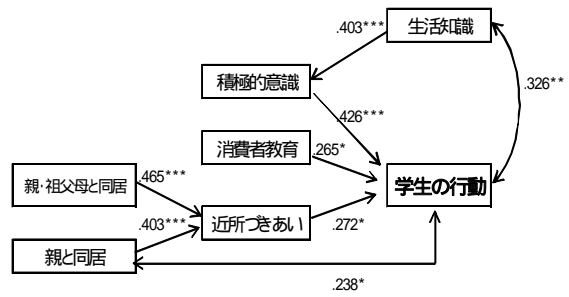 .403***
生活知識
積極的意識
.326**
.426***
消費者教育
.265*
親・祖父母と同居
.465***
学生の行動
.403***
近所づきあい
.272*
親と同居
.238*